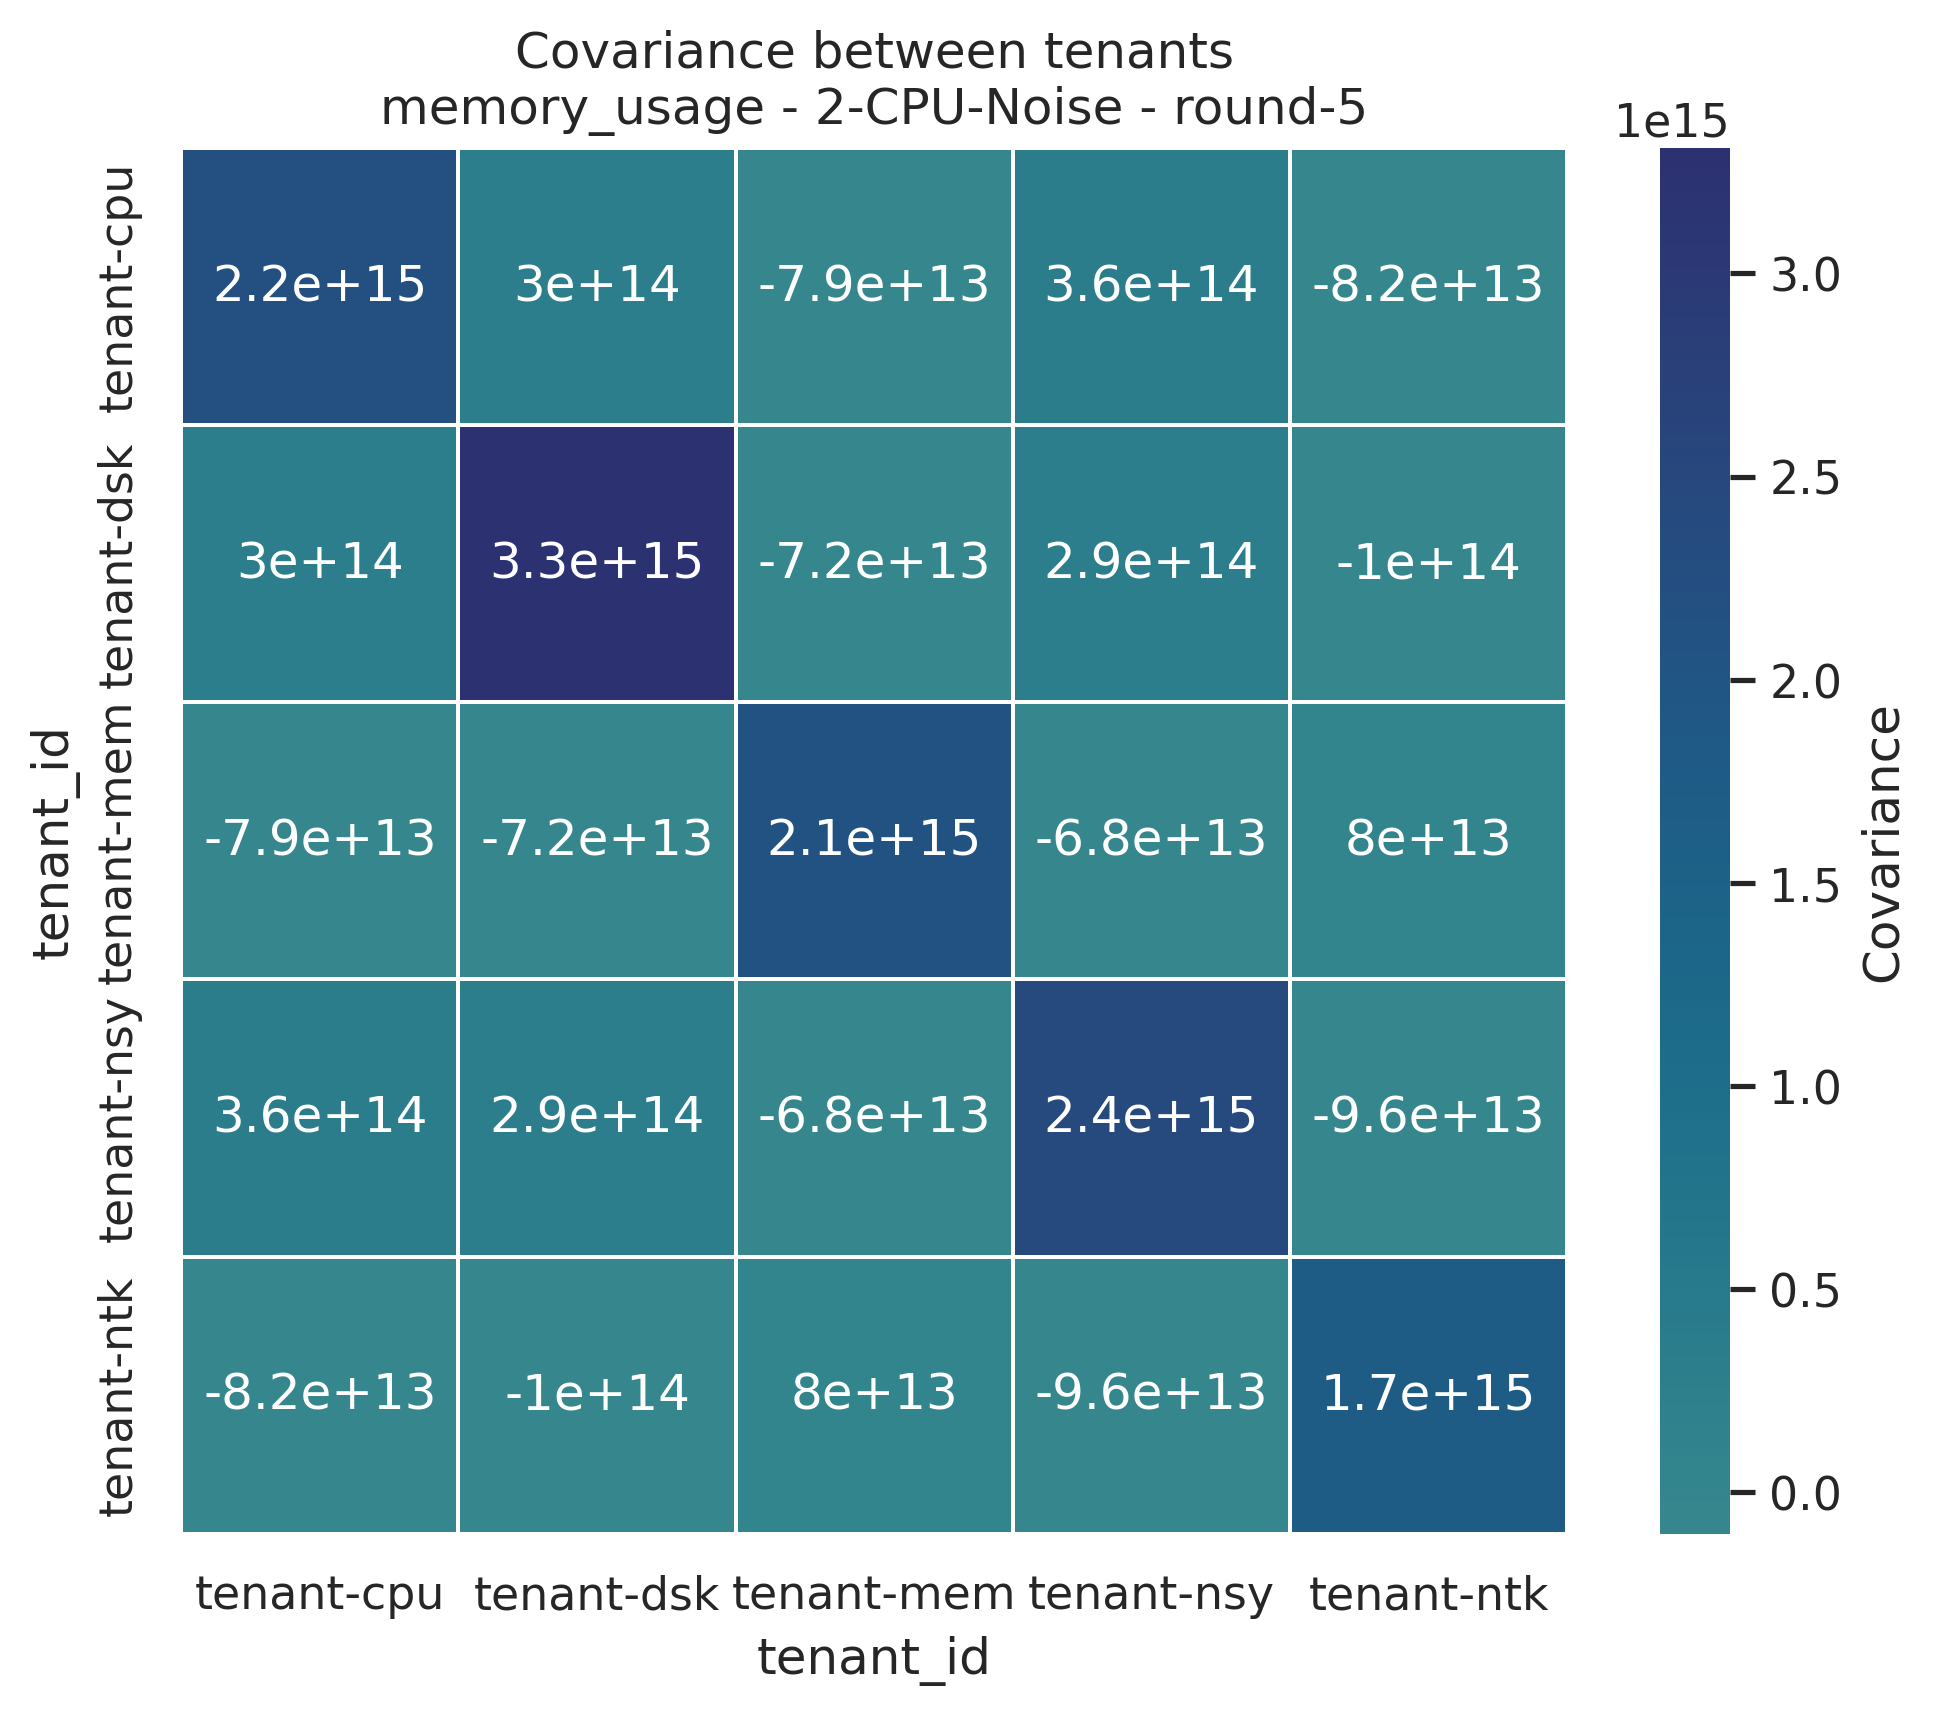 Covariance between tenants
memory_usage - 2-CPU-Noise - round-5
1e15
tenant-cpu
2.2e+15 3e+14 -7.9e+13 3.6e+14 -8.2e+13
tenant-dsk
3e+14 3.3e+15 -7.2e+13 2.9e+14 -1e+14
tenant-mem
-7.9e+13 -7.2e+13 2.1e+15 -6.8e+13 8e+13
tenant-nsy
3.6e+14 2.9e+14 -6.8e+13 2.4e+15 -9.6e+13
tenant-ntk
-8.2e+13 -1e+14 8e+13 -9.6e+13 1.7e+15
tenant_id
tenant-cpu tenant-dsk tenant-mem tenant-nsy tenant-ntk
tenant_id
3.0
2.5
2.0
1.5
1.0
0.5
0.0
Covariance